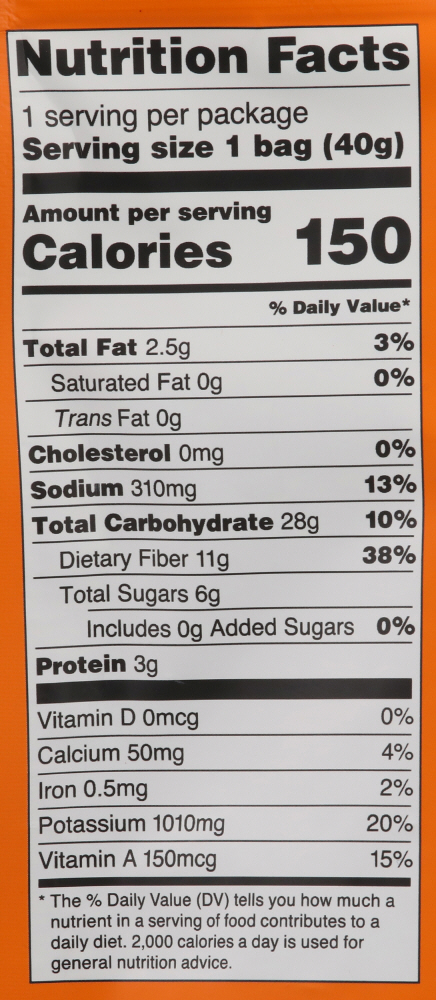 Nutrition Facts
1 serving per package
Serving size 1 bag (40g)
Amount per serving
Calories 150
% Daily Value*
Total Fat 2.5g 3%
Saturated Fat 0g 0%
Trans Fat 0g
Cholesterol 0mg 0%
Sodium 310mg 13%
Total Carbohydrate 28g 10%
Dietary Fiber 11g 38%
Total Sugars 6g
Includes 0g Added Sugars 0%
Protein 3g
Vitamin D 0mcg 0%
Calcium 50mg 4%
Iron 0.5mg 2%
Potassium 1010mg 20%
Vitamin A 150mcg 15%
* The % Daily Value (DV) tells you how much a
nutrient in a serving of food contributes to a
daily diet. 2,000 calories a day is used for
general nutrition advice.